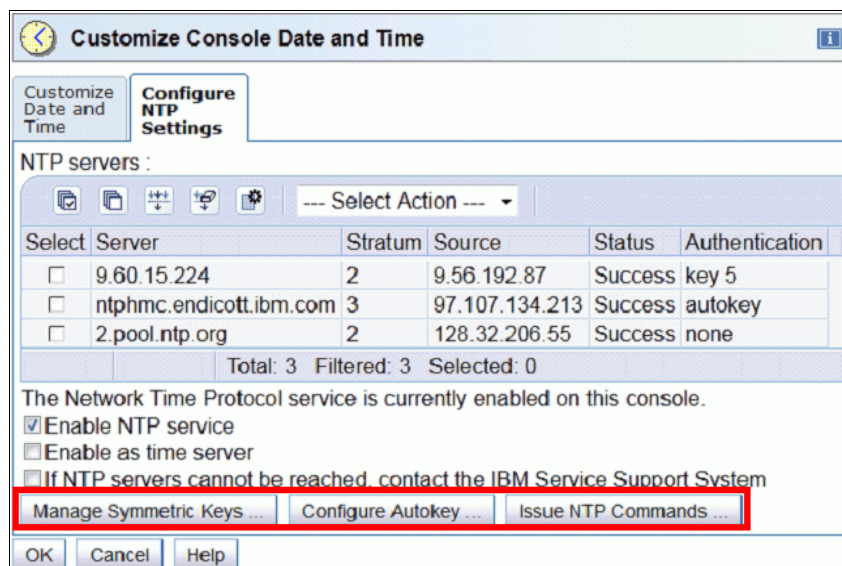 Customize Console Date and Time
i
Customize
Date and
Time
Configure
NTP
Settings
NTP servers :
--- Select Action ---
Select Server Stratum Source Status Authentication
9.60.15.224 2 9.56.192.87 Success key 5
ntphmc.endicott.ibm.com 3 97.107.134.213 Success autokey
2.pool.ntp.org 2 128.32.206.55 Success none
Total: 3 Filtered: 3 Selected: 0
The Network Time Protocol service is currently enabled on this console.
Enable NTP service
Enable as time server
If NTP servers cannot be reached, contact the IBM Service Support System
Manage Symmetric Keys ... Configure Autokey ... Issue NTP Commands ...
OK Cancel Help